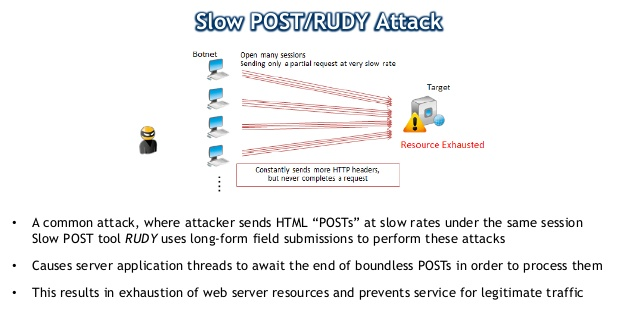 Slow POST/RUDY Attack
Botnet
Open many sessions
Sending only a partial request at very slow rate
Target
Resource Exhausted
Constantly sends more HTTP headers,
but never completes a request
• A common attack, where attacker sends HTML “POSTs” at slow rates under the same session
Slow POST tool RUDY uses long-form field submissions to perform these attacks
• Causes server application threads to await the end of boundless POSTs in order to process them
• This results in exhaustion of web server resources and prevents service for legitimate traffic